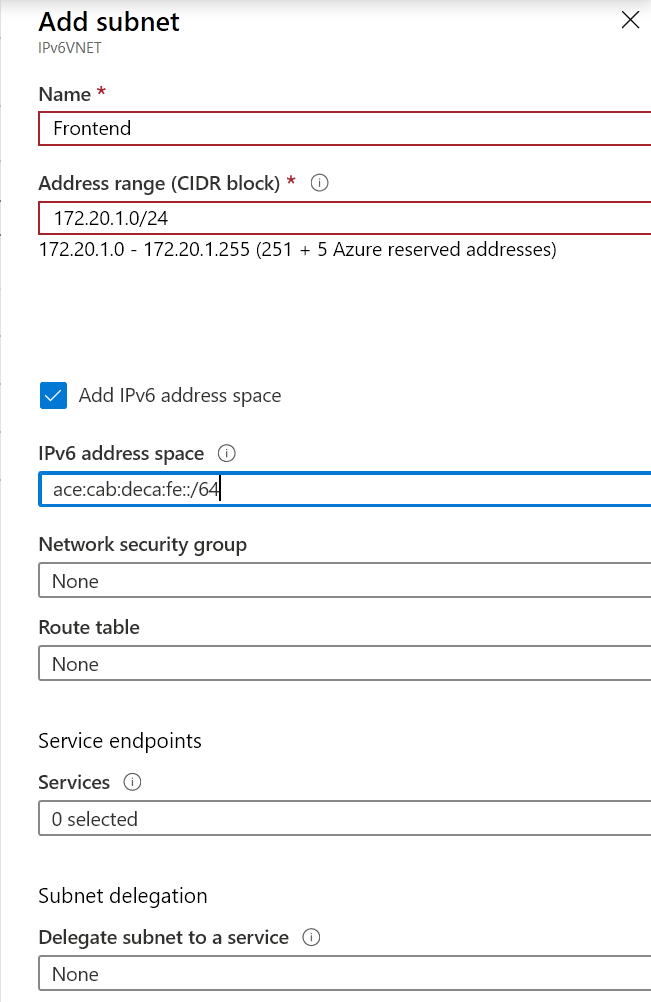 Add subnet
IPv6VNET
Name *
Frontend
Address range (CIDR block) *
172.20.1.0/24
172.20.1.0 - 172.20.1.255 (251 + 5 Azure reserved addresses)
Add IPv6 address space
IPv6 address space
ace:cab:deca:fe::/64
Network security group
None
Route table
None
Service endpoints
Services
0 selected
Subnet delegation
Delegate subnet to a service
None